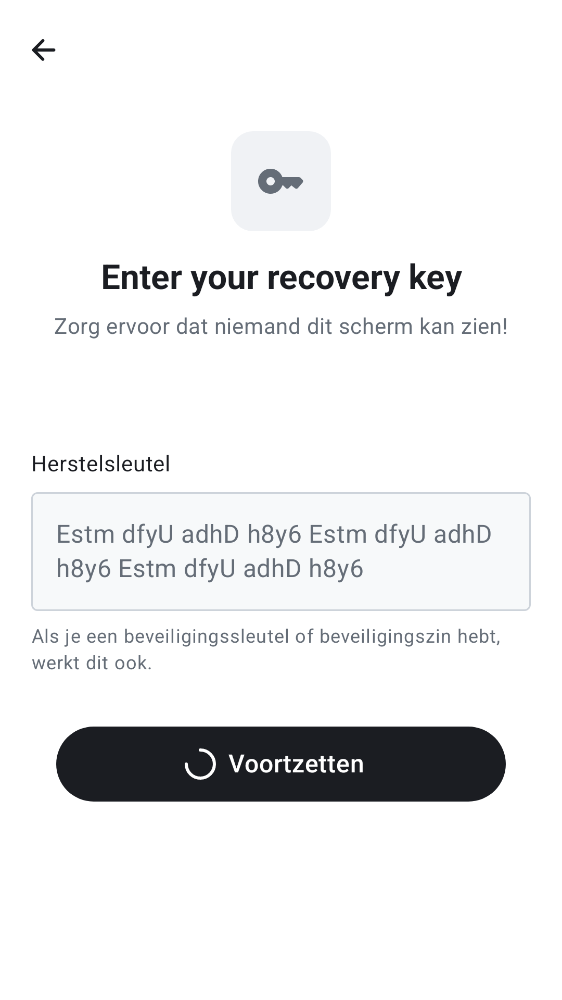 Enter your recovery key
Zorg ervoor dat niemand dit scherm kan zien!
Herstelsleutel
Estm dfyU adhD h8y6 Estm dfyU adhD
h8y6 Estm dfyU adhD h8y6
Als je een beveiligingssleutel of beveiligingszin hebt,
werkt dit ook.
Voortzetten